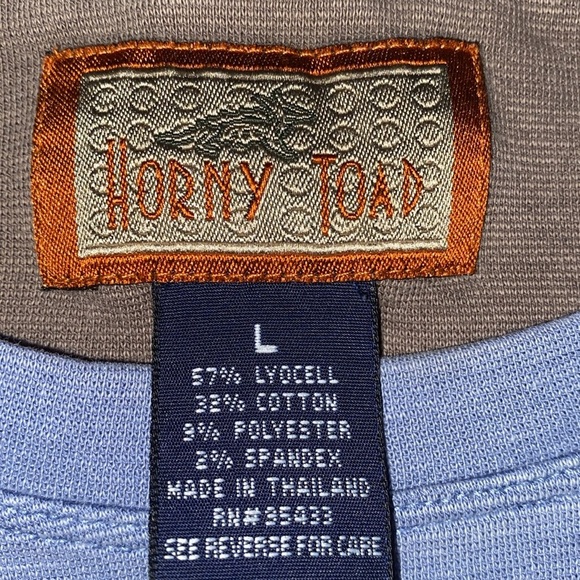 HORNY TOAD
L
57% LYOCELL
32% COTTON
9% POLYESTER
2% SPANDEX
MADE IN THAILAND
RN#85433
SEE REVERSE FOR CARE